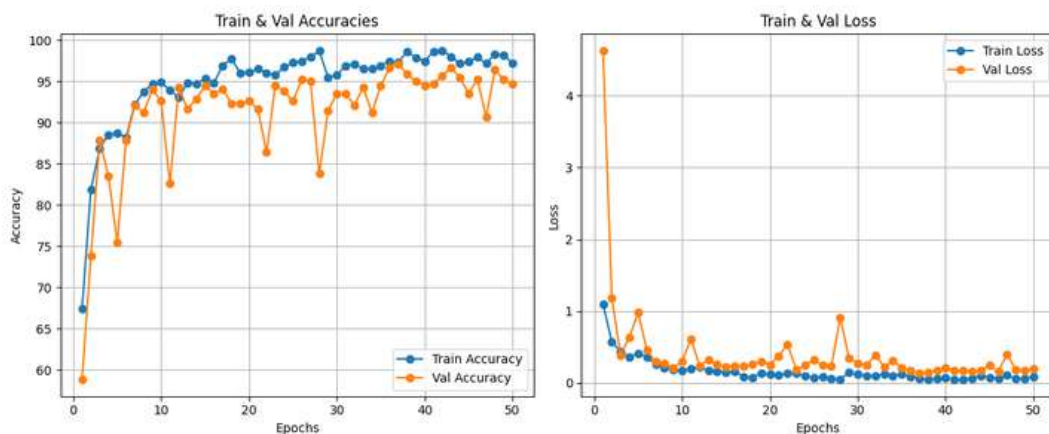 Train & Val Accuracies
100
95
90
85
80
75
70
65
60
Accuracy
0
10
20
30
40
50
Epochs
Train Accuracy
Val Accuracy
Train & Val Loss
4
3
2
1
0
Loss
0
10
20
30
40
50
Epochs
Train Loss
Val Loss